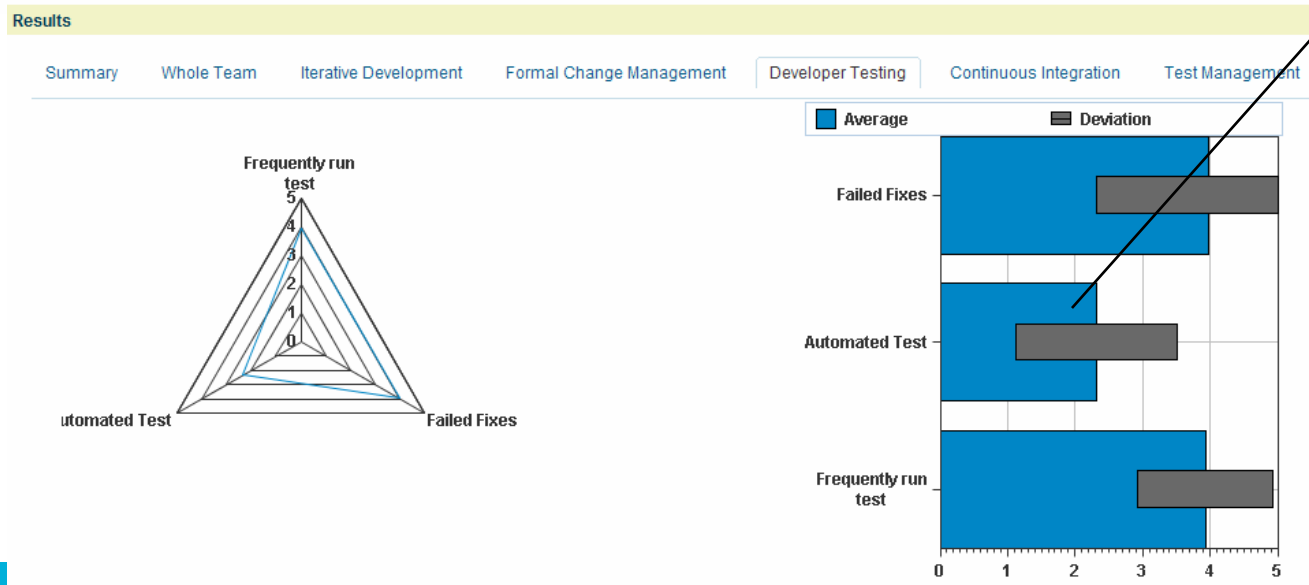 Results
Summary Whole Team Iterative Development Formal Change Management Developer Testing Continuous Integration Test Management
Frequently run
test
5
4
3
2
1
0
utomated Test
Failed Fixes
Average Deviation
Failed Fixes
Automated Test
Frequently run
test
0 1 2 3 4 5